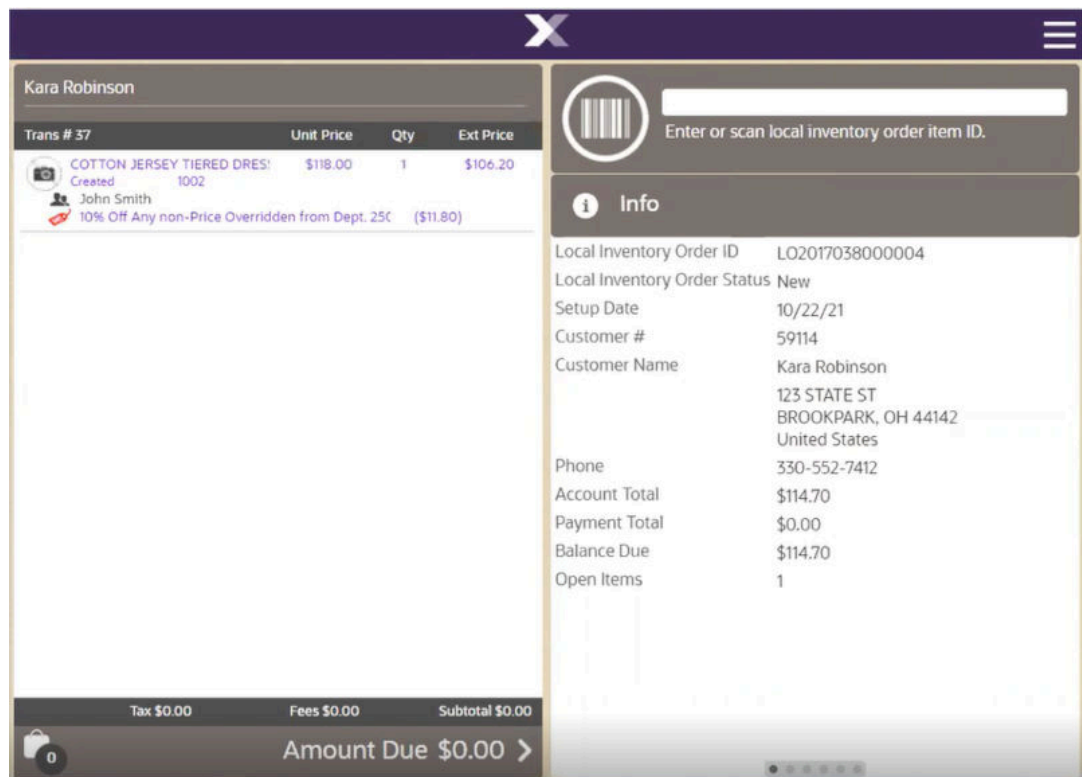 Kara Robinson
Trans # 37 Unit Price Qty Ext Price
COTTON JERSEY TIERED DRES: $118.00 1 $106.20
Created 1002
John Smith
10% Off Any non-Price Overridden from Dept. 250 ($11.80)
Tax $0.00 Fees $0.00 Subtotal $0.00
0 Amount Due $0.00
Enter or scan local inventory order item ID.
Info
Local Inventory Order ID LO2017038000004
Local Inventory Order Status New
Setup Date 10/22/21
Customer # 59114
Customer Name Kara Robinson
123 STATE ST
BROOKPARK, OH 44142
United States
Phone 330-552-7412
Account Total $114.70
Payment Total $0.00
Balance Due $114.70
Open Items 1